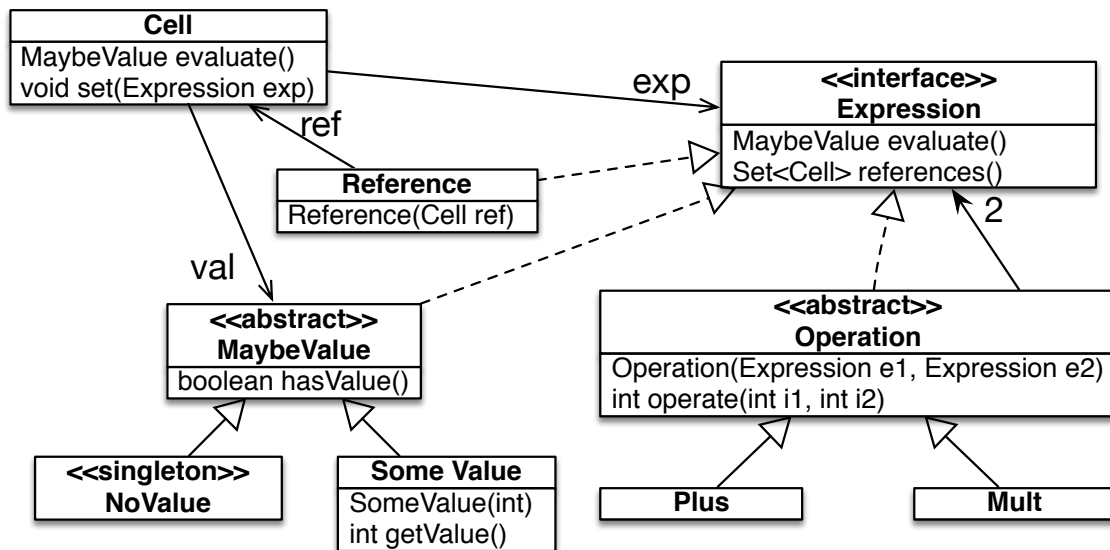 Cell
MaybeValue evaluate()
void set(Expression exp)
exp
<<interface>>
Expression
MaybeValue evaluate()
Set<Cell> references()
ref
Reference
Reference(Cell ref)
2
val
<<abstract>>
MaybeValue
boolean hasValue()
<<abstract>>
Operation
Operation(Expression e1, Expression e2)
int operate(int i1, int i2)
<<singleton>>
NoValue
Some Value
SomeValue(int)
int getValue()
Plus
Mult